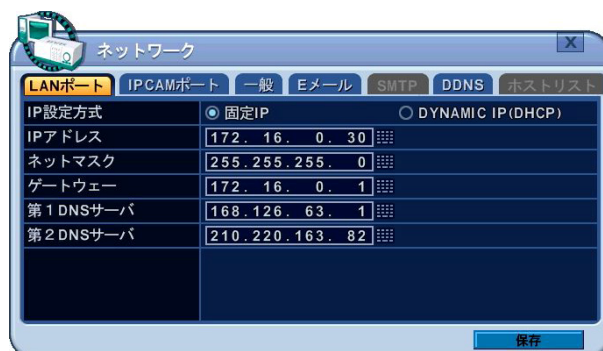 ネットワーク X
LANポート IPCAMポート 一般 Eメール SMTP DDNS ホストリスト
IP設定方式 固定IP DYNAMIC IP(DHCP)
IPアドレス 172. 16. 0. 30
ネットマスク 255.255.255. 0
ゲートウェー 172. 16. 0. 1
第1DNSサーバ 168.126. 63. 1
第2DNSサーバ 210.220.163. 82
保存